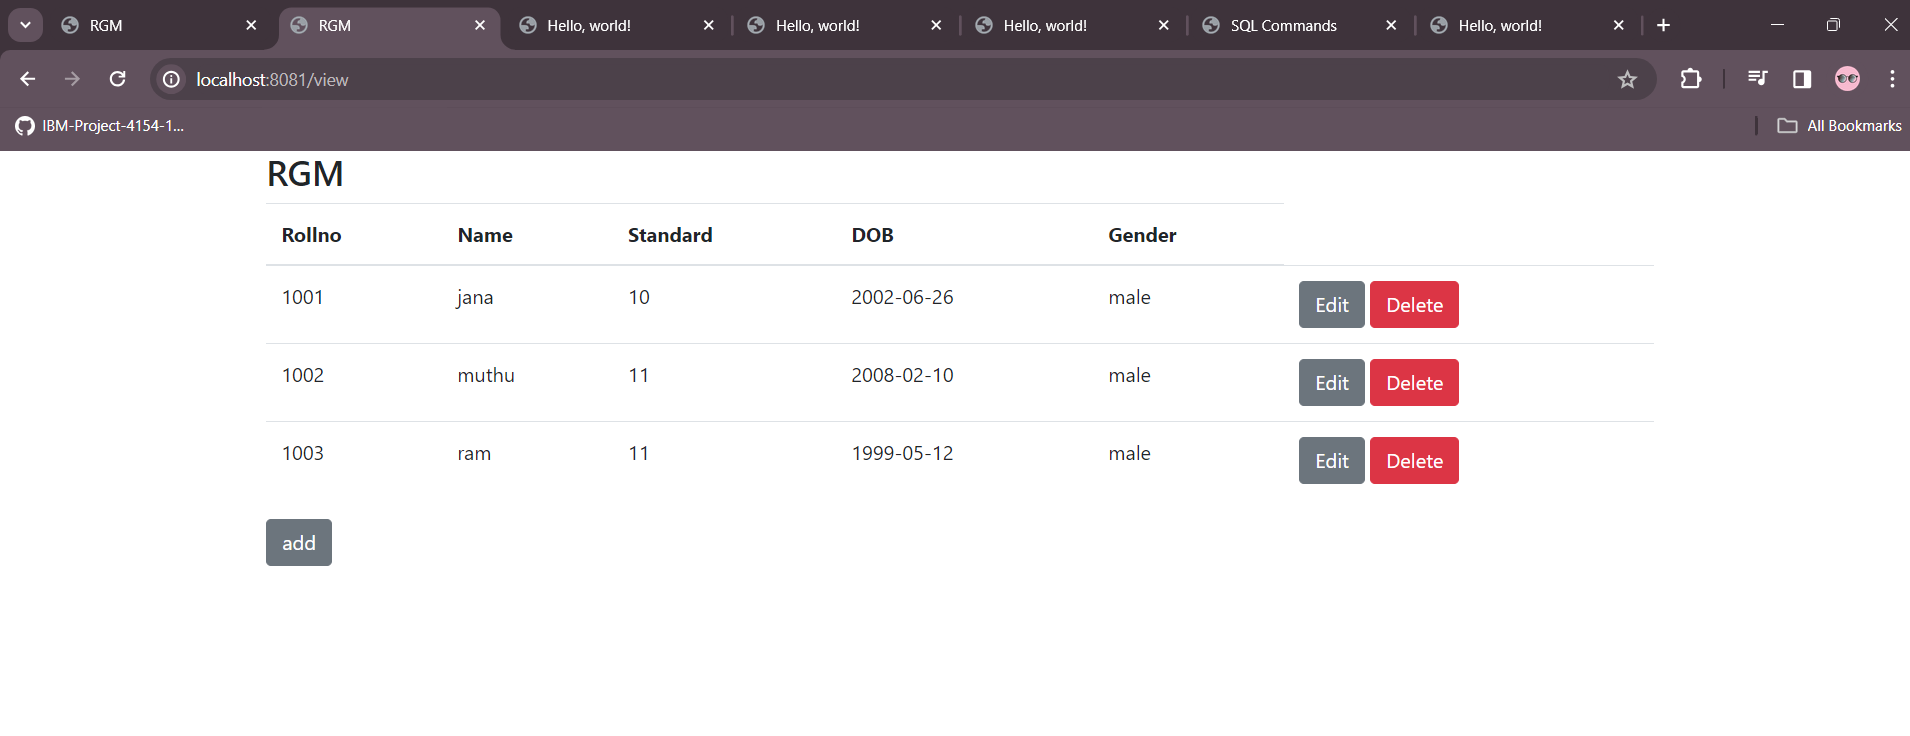 RGM RGM Hello, world! Hello, world! Hello, world! SQL Commands Hello, world!
localhost:8081/view
IBM-Project-4154-1... All Bookmarks
RGM
Rollno Name Standard DOB Gender
1001 jana 10 2002-06-26 male Edit Delete
1002 muthu 11 2008-02-10 male Edit Delete
1003 ram 11 1999-05-12 male Edit Delete
add